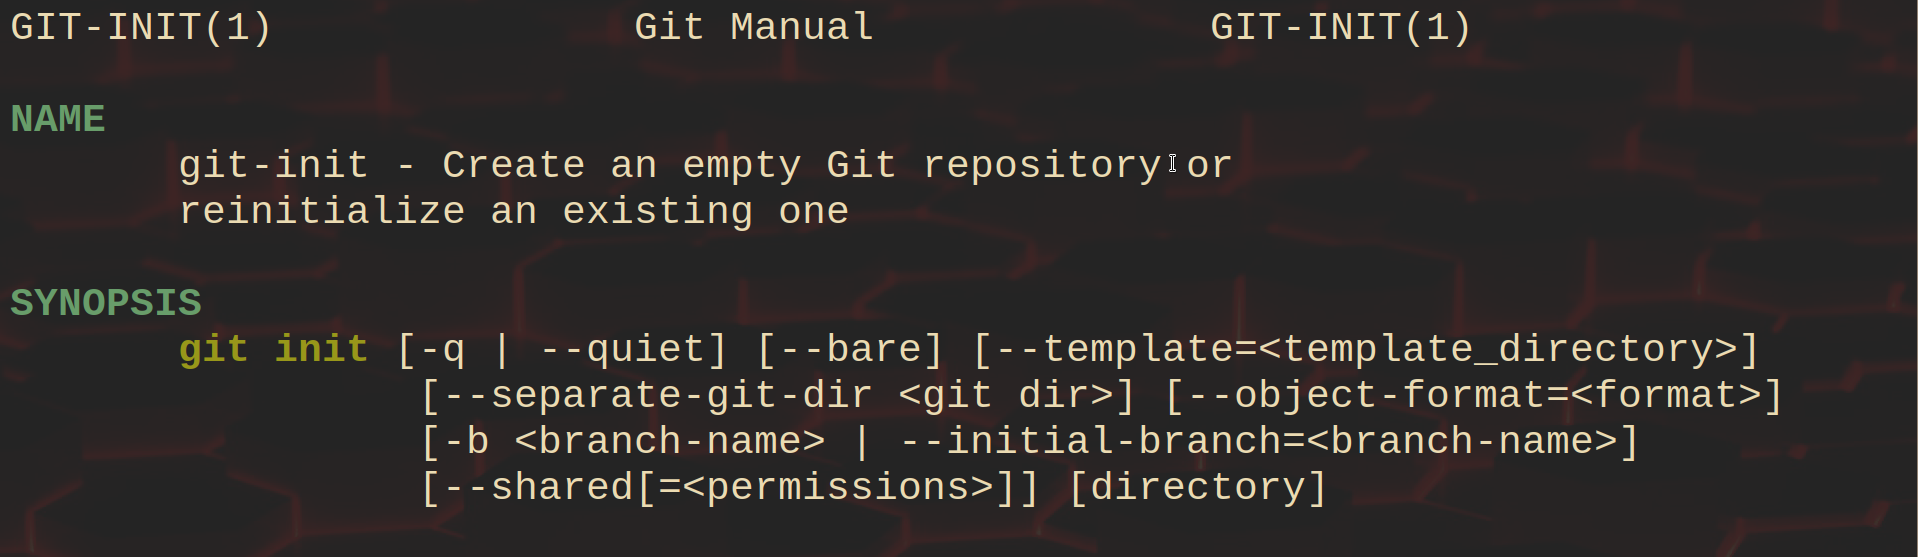 GIT-INIT(1)               Git Manual              GIT-INIT(1)
NAME
git-init - Create an empty Git repository or
reinitialize an existing one
SYNOPSIS
git init [-q | --quiet] [--bare] [--template=<template_directory>]
[--separate-git-dir <git dir>] [--object-format=<format>]
[-b <branch-name> | --initial-branch=<branch-name>]
[--shared[=<permissions>]] [directory]